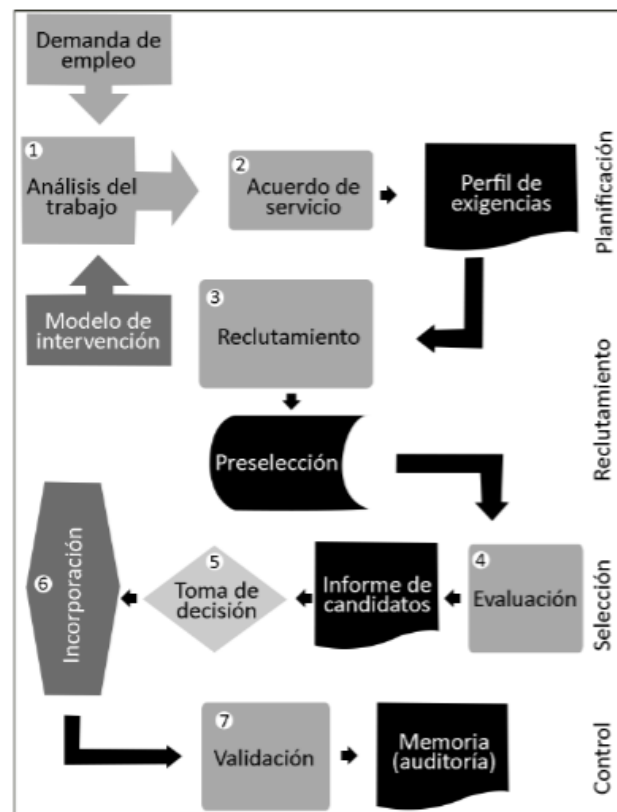 Demanda de
empleo
1
Análisis del
trabajo
2
Acuerdo de
servicio
Perfil de
exigencias
Planificación
Modelo de
intervención
3
Reclutamiento
Reclutamiento
Preselección
6
Incorporación
5
Toma de
decisión
Informe de
candidatos
4
Evaluación
Selección
7
Validación
Memoria
(auditoría)
Control